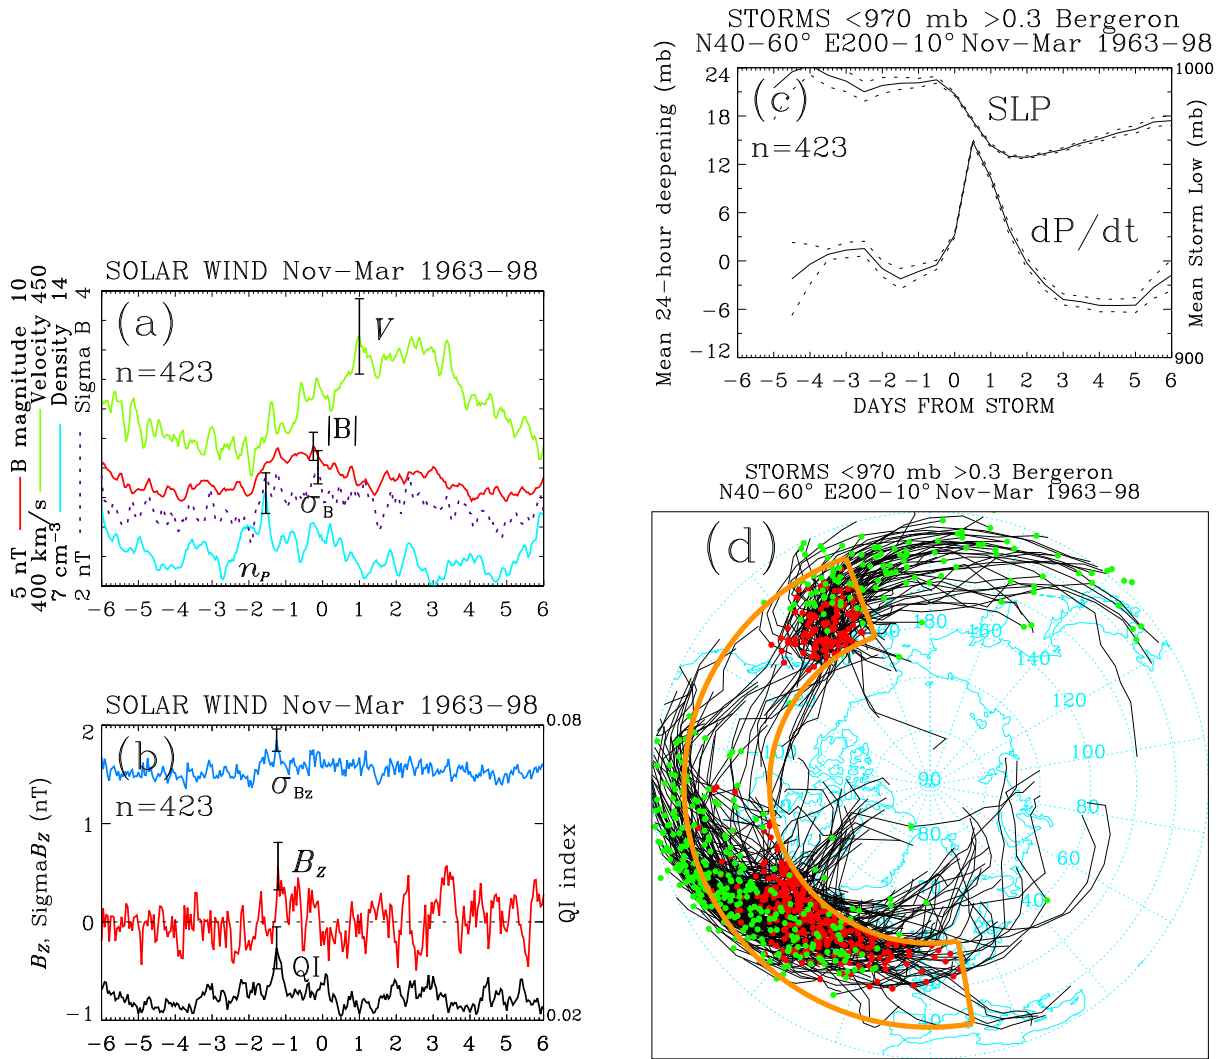 SOLAR WIND Nov-Mar 1963-98
(a)
n=423
V
|B|
σB
nP
5 nT B magnitude 10
400 km/s Velocity 450
7 cm-3 Density 14
2 nT Sigma B 4
-6 -5 -4 -3 -2 -1 0 1 2 3 4 5 6
SOLAR WIND Nov-Mar 1963-98
(b)
n=423
σBz
Bz
QI
2
1
0
-1
Bz, SigmaBz (nT)
0.08
QI index
0.02
-6 -5 -4 -3 -2 -1 0 1 2 3 4 5 6
STORMS <970 mb >0.3 Bergeron
N40-60° E200-10° Nov-Mar 1963-98
(c)
n=423
SLP
dP/dt
24
18
12
6
0
-6
-12
Mean 24-hour deepening (mb)
1000
Mean Storm Low (mb)
900
-6 -5 -4 -3 -2 -1 0 1 2 3 4 5 6
DAYS FROM STORM
STORMS <970 mb >0.3 Bergeron
N40-60° E200-10° Nov-Mar 1963-98
(d)
180
160
140
120
100
80
60
40
90
80